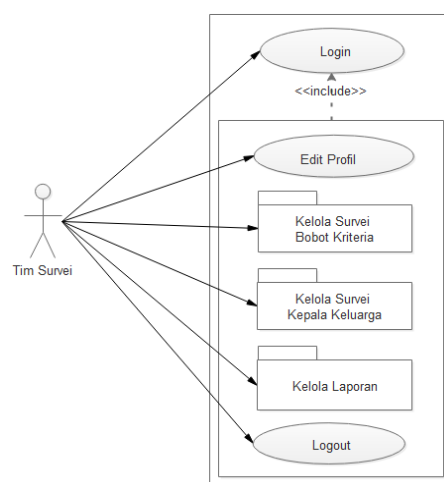 Login
<<include>>
Edit Profil
Kelola Survei
Bobot Kriteria
Tim Survei
Kelola Survei
Kepala Keluarga
Kelola Laporan
Logout